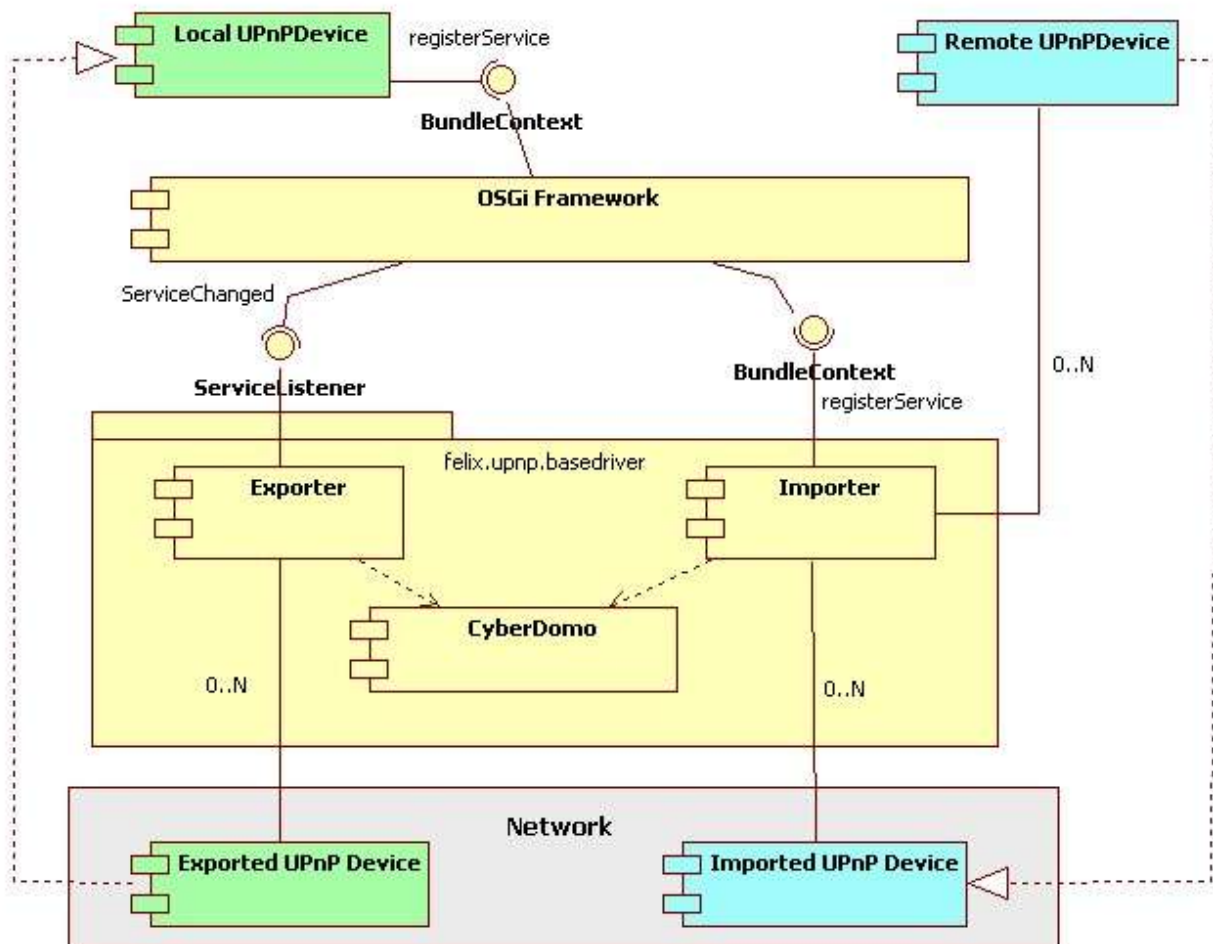 Local UPnPDevice
registerService
Remote UPnPDevice
BundleContext
OSGi Framework
ServiceChanged
ServiceListener
BundleContext
0..N
registerService
felix.upnp.basedriver
Exporter
Importer
CyberDomo
0..N
0..N
Network
Exported UPnP Device
Imported UPnP Device